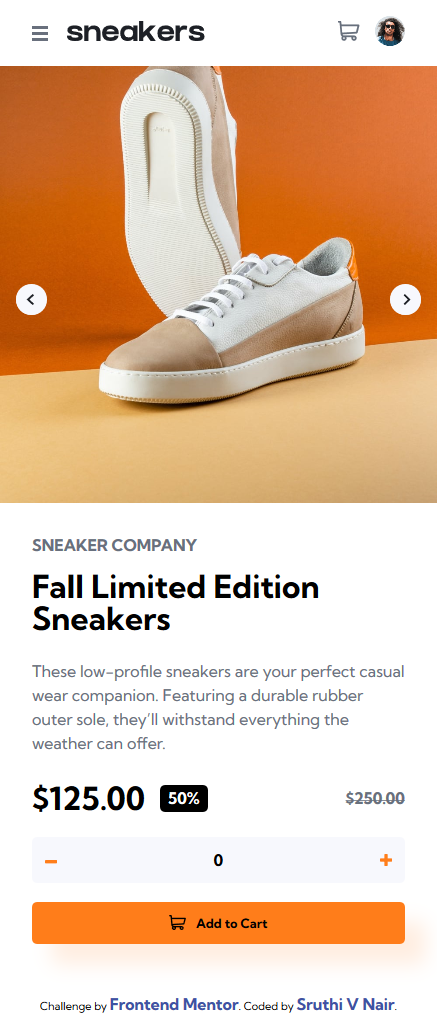 sneakers
SNEAKER COMPANY
Fall Limited Edition
Sneakers
These low-profile sneakers are your perfect casual
wear companion. Featuring a durable rubber
outer sole, they’ll withstand everything the
weather can offer.
$125.00 50% $250.00
0
Add to Cart
Challenge by Frontend Mentor. Coded by Sruthi V Nair.